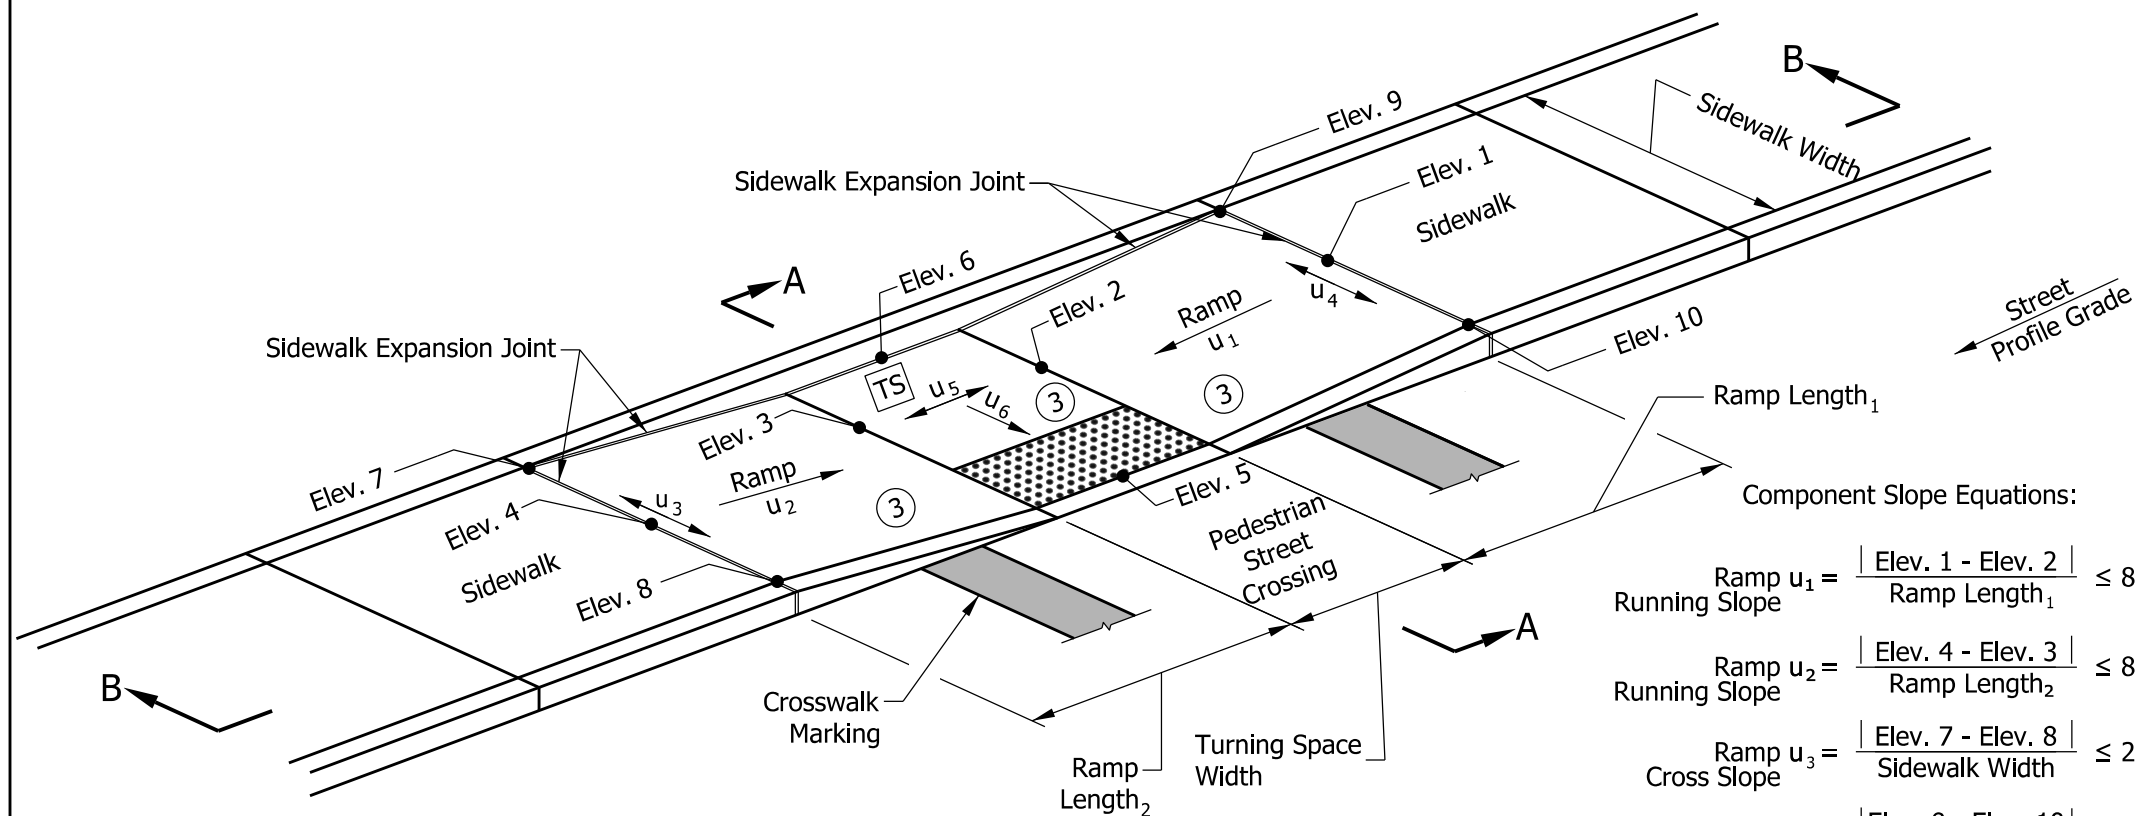 B
Elev. 9
Sidewalk Width
Elev. 1
Sidewalk Expansion Joint
Sidewalk
Elev. 6
A
Elev. 2
u4
Ramp
u1
Street
Profile Grade
Elev. 10
Sidewalk Expansion Joint
TS
u5
u6
3
3
Ramp Length1
Elev. 3
Elev. 7
Ramp
u2
u3
3
Elev. 5
Elev. 4
Pedestrian
Street
Crossing
Sidewalk
Elev. 8
A
B
Crosswalk
Marking
Turning Space
Width
Ramp
Length2
Component Slope Equations:
Ramp u1 = | Elev. 1 - Elev. 2 | ≤ 8
Running Slope Ramp Length1
Ramp u2 = | Elev. 4 - Elev. 3 | ≤ 8
Running Slope Ramp Length2
Ramp u3 = | Elev. 7 - Elev. 8 | ≤ 2
Cross Slope Sidewalk Width